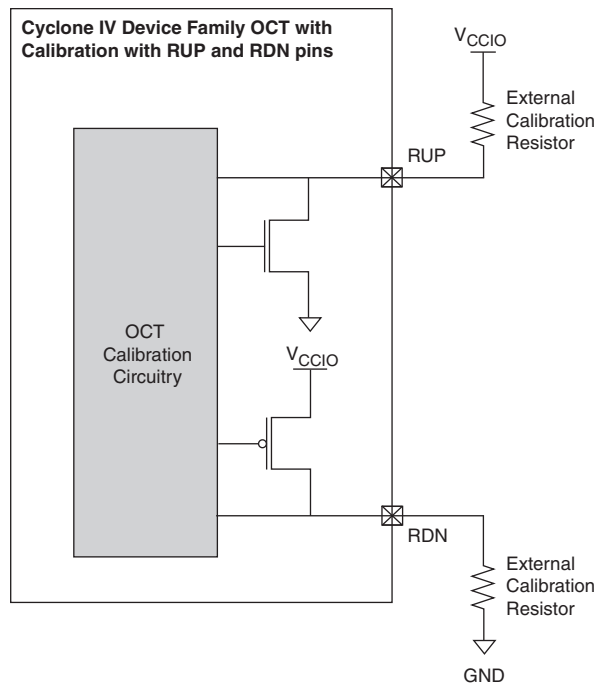 Cyclone IV Device Family OCT with
Calibration with RUP and RDN pins
VCCIO
External
Calibration
Resistor
RUP
OCT
Calibration
Circuitry
VCCIO
RDN
External
Calibration
Resistor
GND